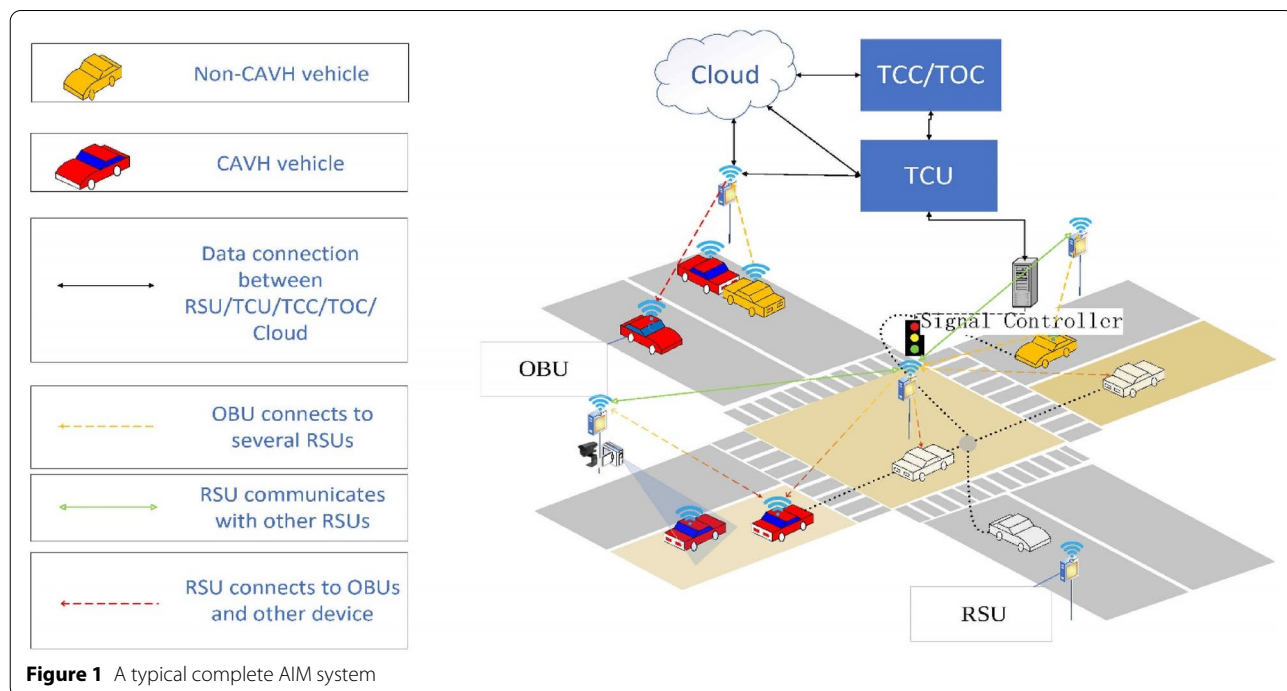 Non-CAVH vehicle
CAVH vehicle
Data connection
between
RSU/TCU/TCC/TOC/
Cloud
OBU connects to
several RSUs
RSU communicates
with other RSUs
RSU connects to OBUs
and other device
Cloud
TCC/TOC
TCU
Signal Controller
OBU
RSU
Figure 1 A typical complete AIM system